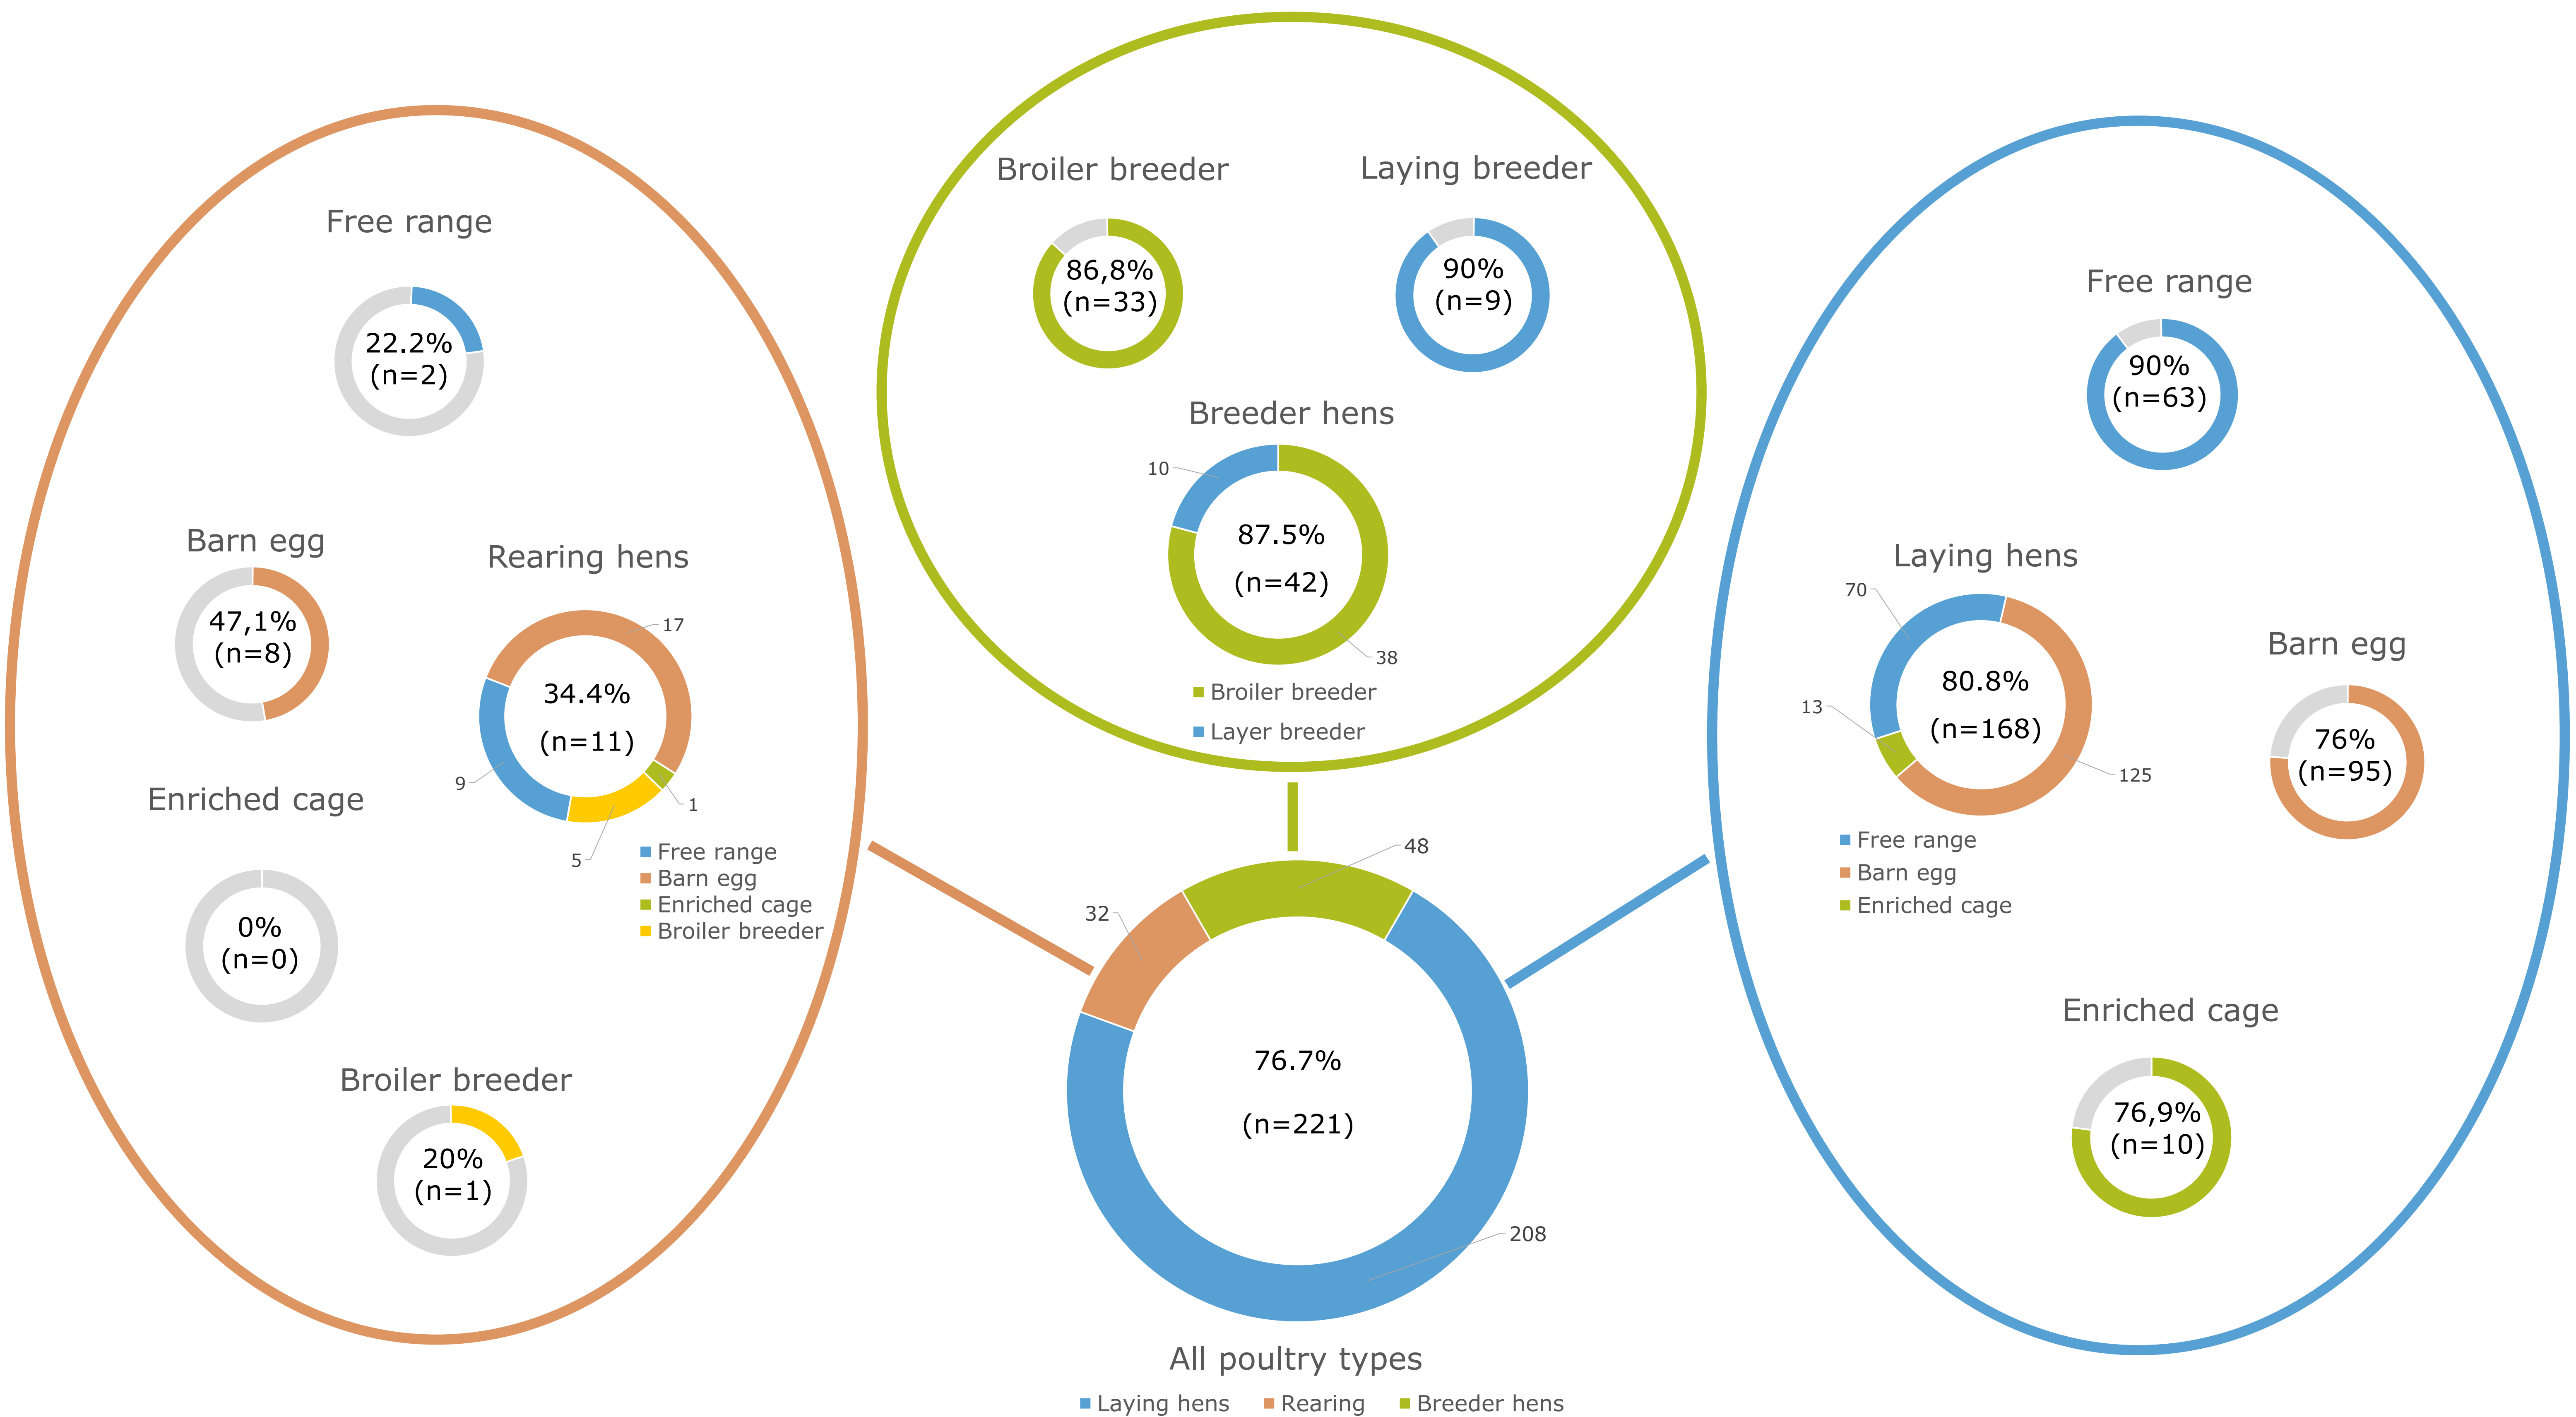 Free range
22.2%
(n=2)
Barn egg
47,1%
(n=8)
Rearing hens
17
34.4%
(n=11)
9
1
5
Free range
Barn egg
Enriched cage
Broiler breeder
Enriched cage
0%
(n=0)
Broiler breeder
20%
(n=1)
Broiler breeder
86,8%
(n=33)
Laying breeder
90%
(n=9)
Breeder hens
10
87.5%
(n=42)
38
Broiler breeder
Layer breeder
Free range
90%
(n=63)
Laying hens
70
80.8%
(n=168)
13
125
Free range
Barn egg
Enriched cage
Barn egg
76%
(n=95)
Enriched cage
76,9%
(n=10)
48
32
76.7%
(n=221)
208
All poultry types
Laying hens Rearing Breeder hens